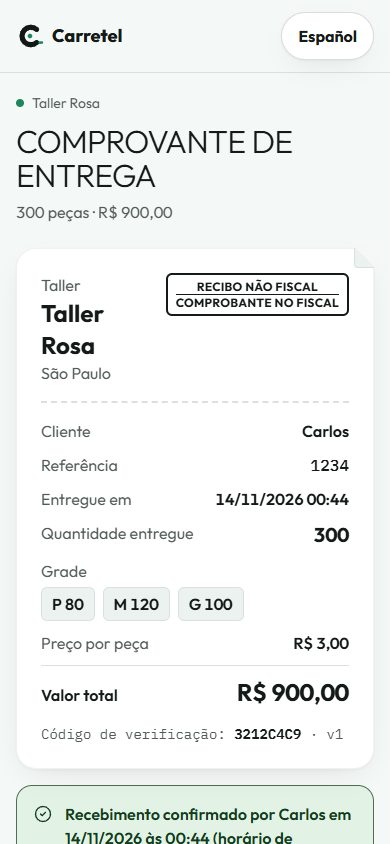 Carretel
Español
Taller Rosa
COMPROVANTE DE
ENTREGA
300 peças · R$ 900,00
Taller
Taller
Rosa
São Paulo
RECIBO NÃO FISCAL
COMPROBANTE NO FISCAL
Cliente Carlos
Referência 1234
Entregue em 14/11/2026 00:44
Quantidade entregue 300
Grade
P 80 M 120 G 100
Preço por peça R$ 3,00
Valor total R$ 900,00
Código de verificação: 3212C4C9 · v1
Recebimento confirmado por Carlos em
14/11/2026 às 00:44 (horário de